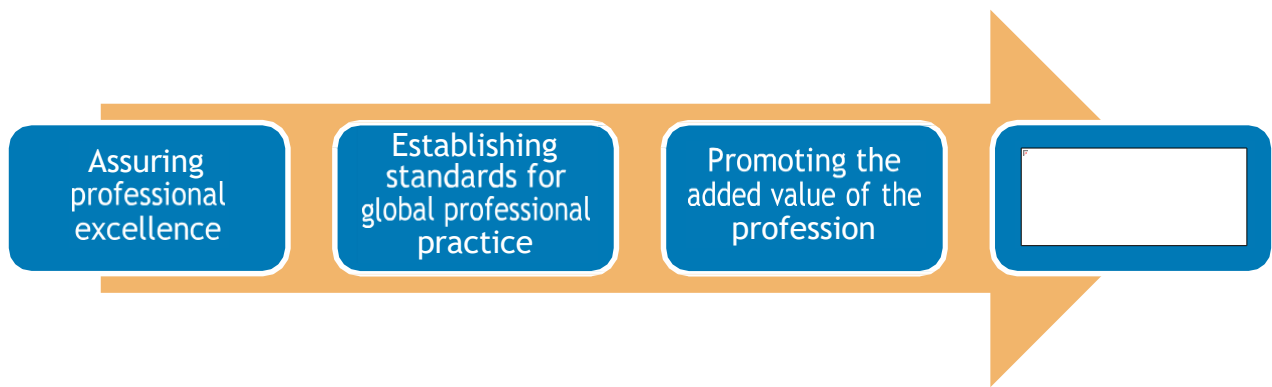 Assuring
professional
excellence
Establishing
standards for
global professional
practice
Promoting the
added value of the
profession